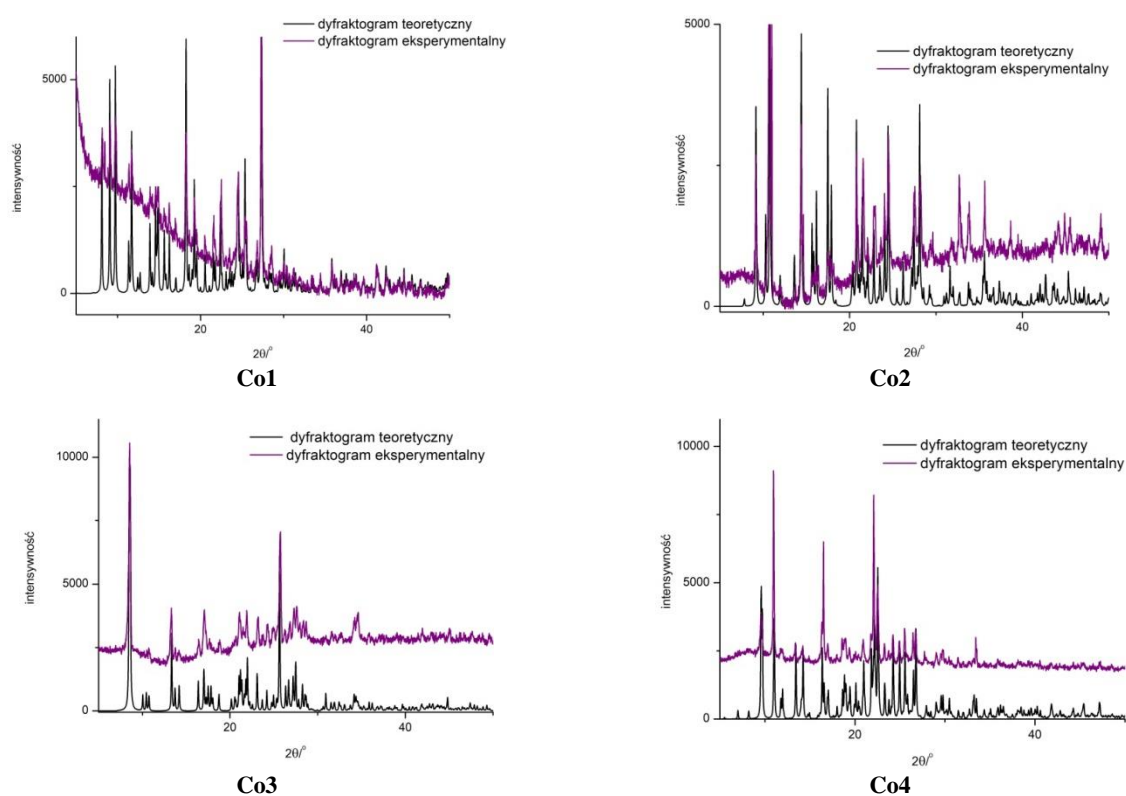 dyfraktogram teoretyczny
dyfraktogram eksperymentalny
5000
intensywność
0
20
40
2θ/°
Co1
5000
dyfraktogram teoretyczny
dyfraktogram eksperymentalny
2500
intensywność
0
20
40
2θ/°
Co2
dyfraktogram teoretyczny
dyfraktogram eksperymentalny
10000
intensywność
5000
0
20
40
2θ/°
Co3
dyfraktogram teoretyczny
dyfraktogram eksperymentalny
10000
intensywność
5000
0
20
40
2θ/°
Co4